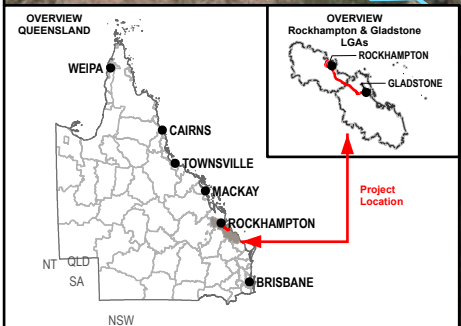 OVERVIEW
QUEENSLAND
WEIPA
CAIRNS
TOWNSVILLE
MACKAY
ROCKHAMPTON
BRISBANE
NT
QLD
SA
NSW
OVERVIEW
Rockhampton & Gladstone
LGAs
ROCKHAMPTON
GLADSTONE
Project
Location